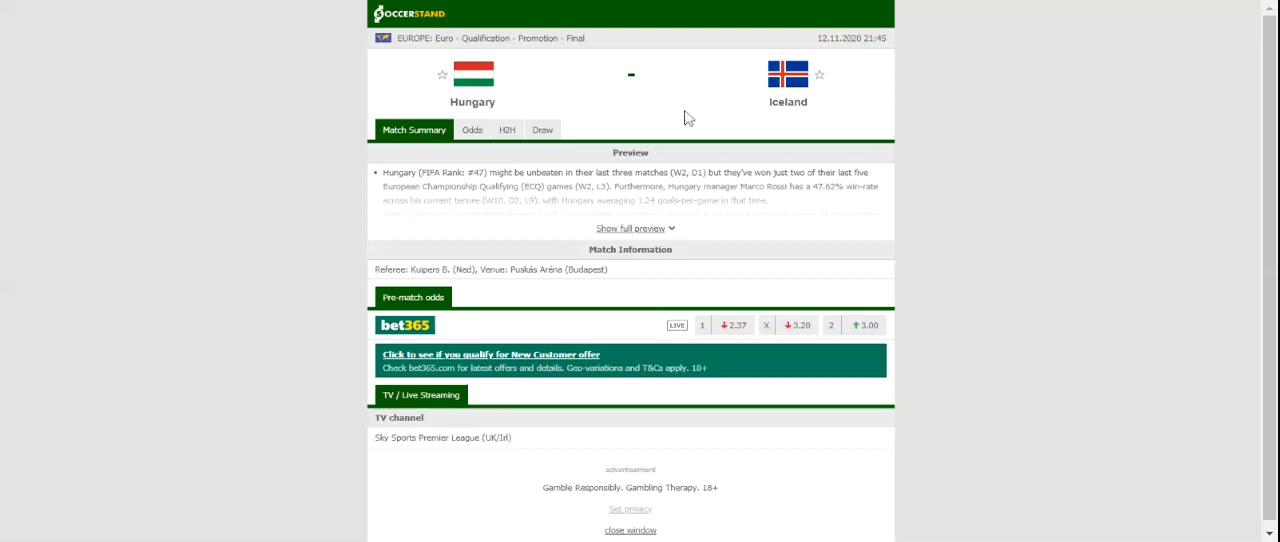 SOCCERSTAND
EUROPE: Euro - Qualification - Promotion - Final 12.11.2020 21:45
-
Hungary Iceland
Match Summary Odds H2H Draw
Preview
• Hungary (FIFA Rank: #47) might be unbeaten in their last three matches (W2, D1) but they've won just two of their last five
European Championship Qualifying (ECQ) games (W2, L3). Furthermore, Hungary manager Marco Rossi has a 47.62% win-rate
across his current tenure (W10, D2, L9), with Hungary averaging 1.24 goals-per-game in that time.
Show full preview
Match Information
Referee: Kuipers B. (Ned), Venue: Puskás Aréna (Budapest)
Pre-match odds
bet365 LIVE 1 2.37 X 3.20 2 3.00
Click to see if you qualify for New Customer offer
Check bet365.com for latest offers and details. Geo-variations and T&Cs apply. 18+
TV / Live Streaming
TV channel
Sky Sports Premier League (UK/Irl)
advertisement
Gamble Responsibly. Gambling Therapy. 18+
Set privacy
close window